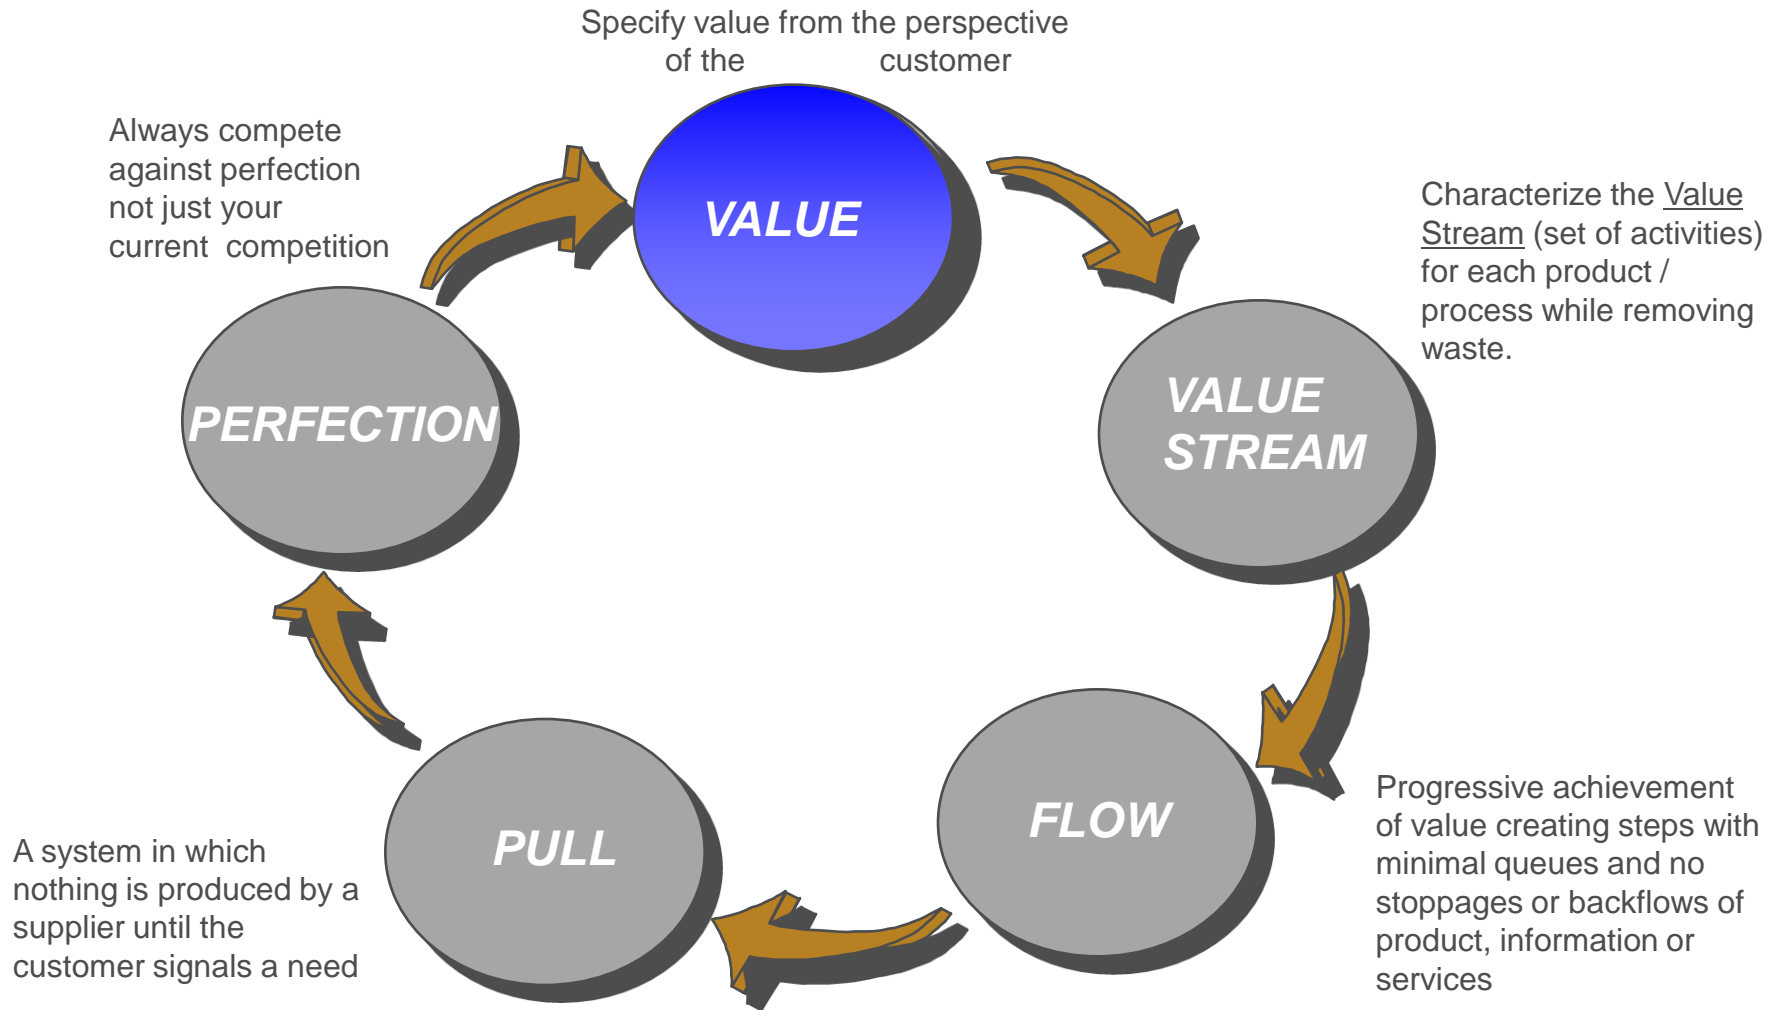 Specify value from the perspective
of the customer
VALUE
Characterize the Value
Stream (set of activities)
for each product /
process while removing
waste.
VALUE
STREAM
Progressive achievement
of value creating steps with
minimal queues and no
stoppages or backflows of
product, information or
services
FLOW
A system in which
nothing is produced by a
supplier until the
customer signals a need
PULL
Always compete
against perfection
not just your
current competition
PERFECTION